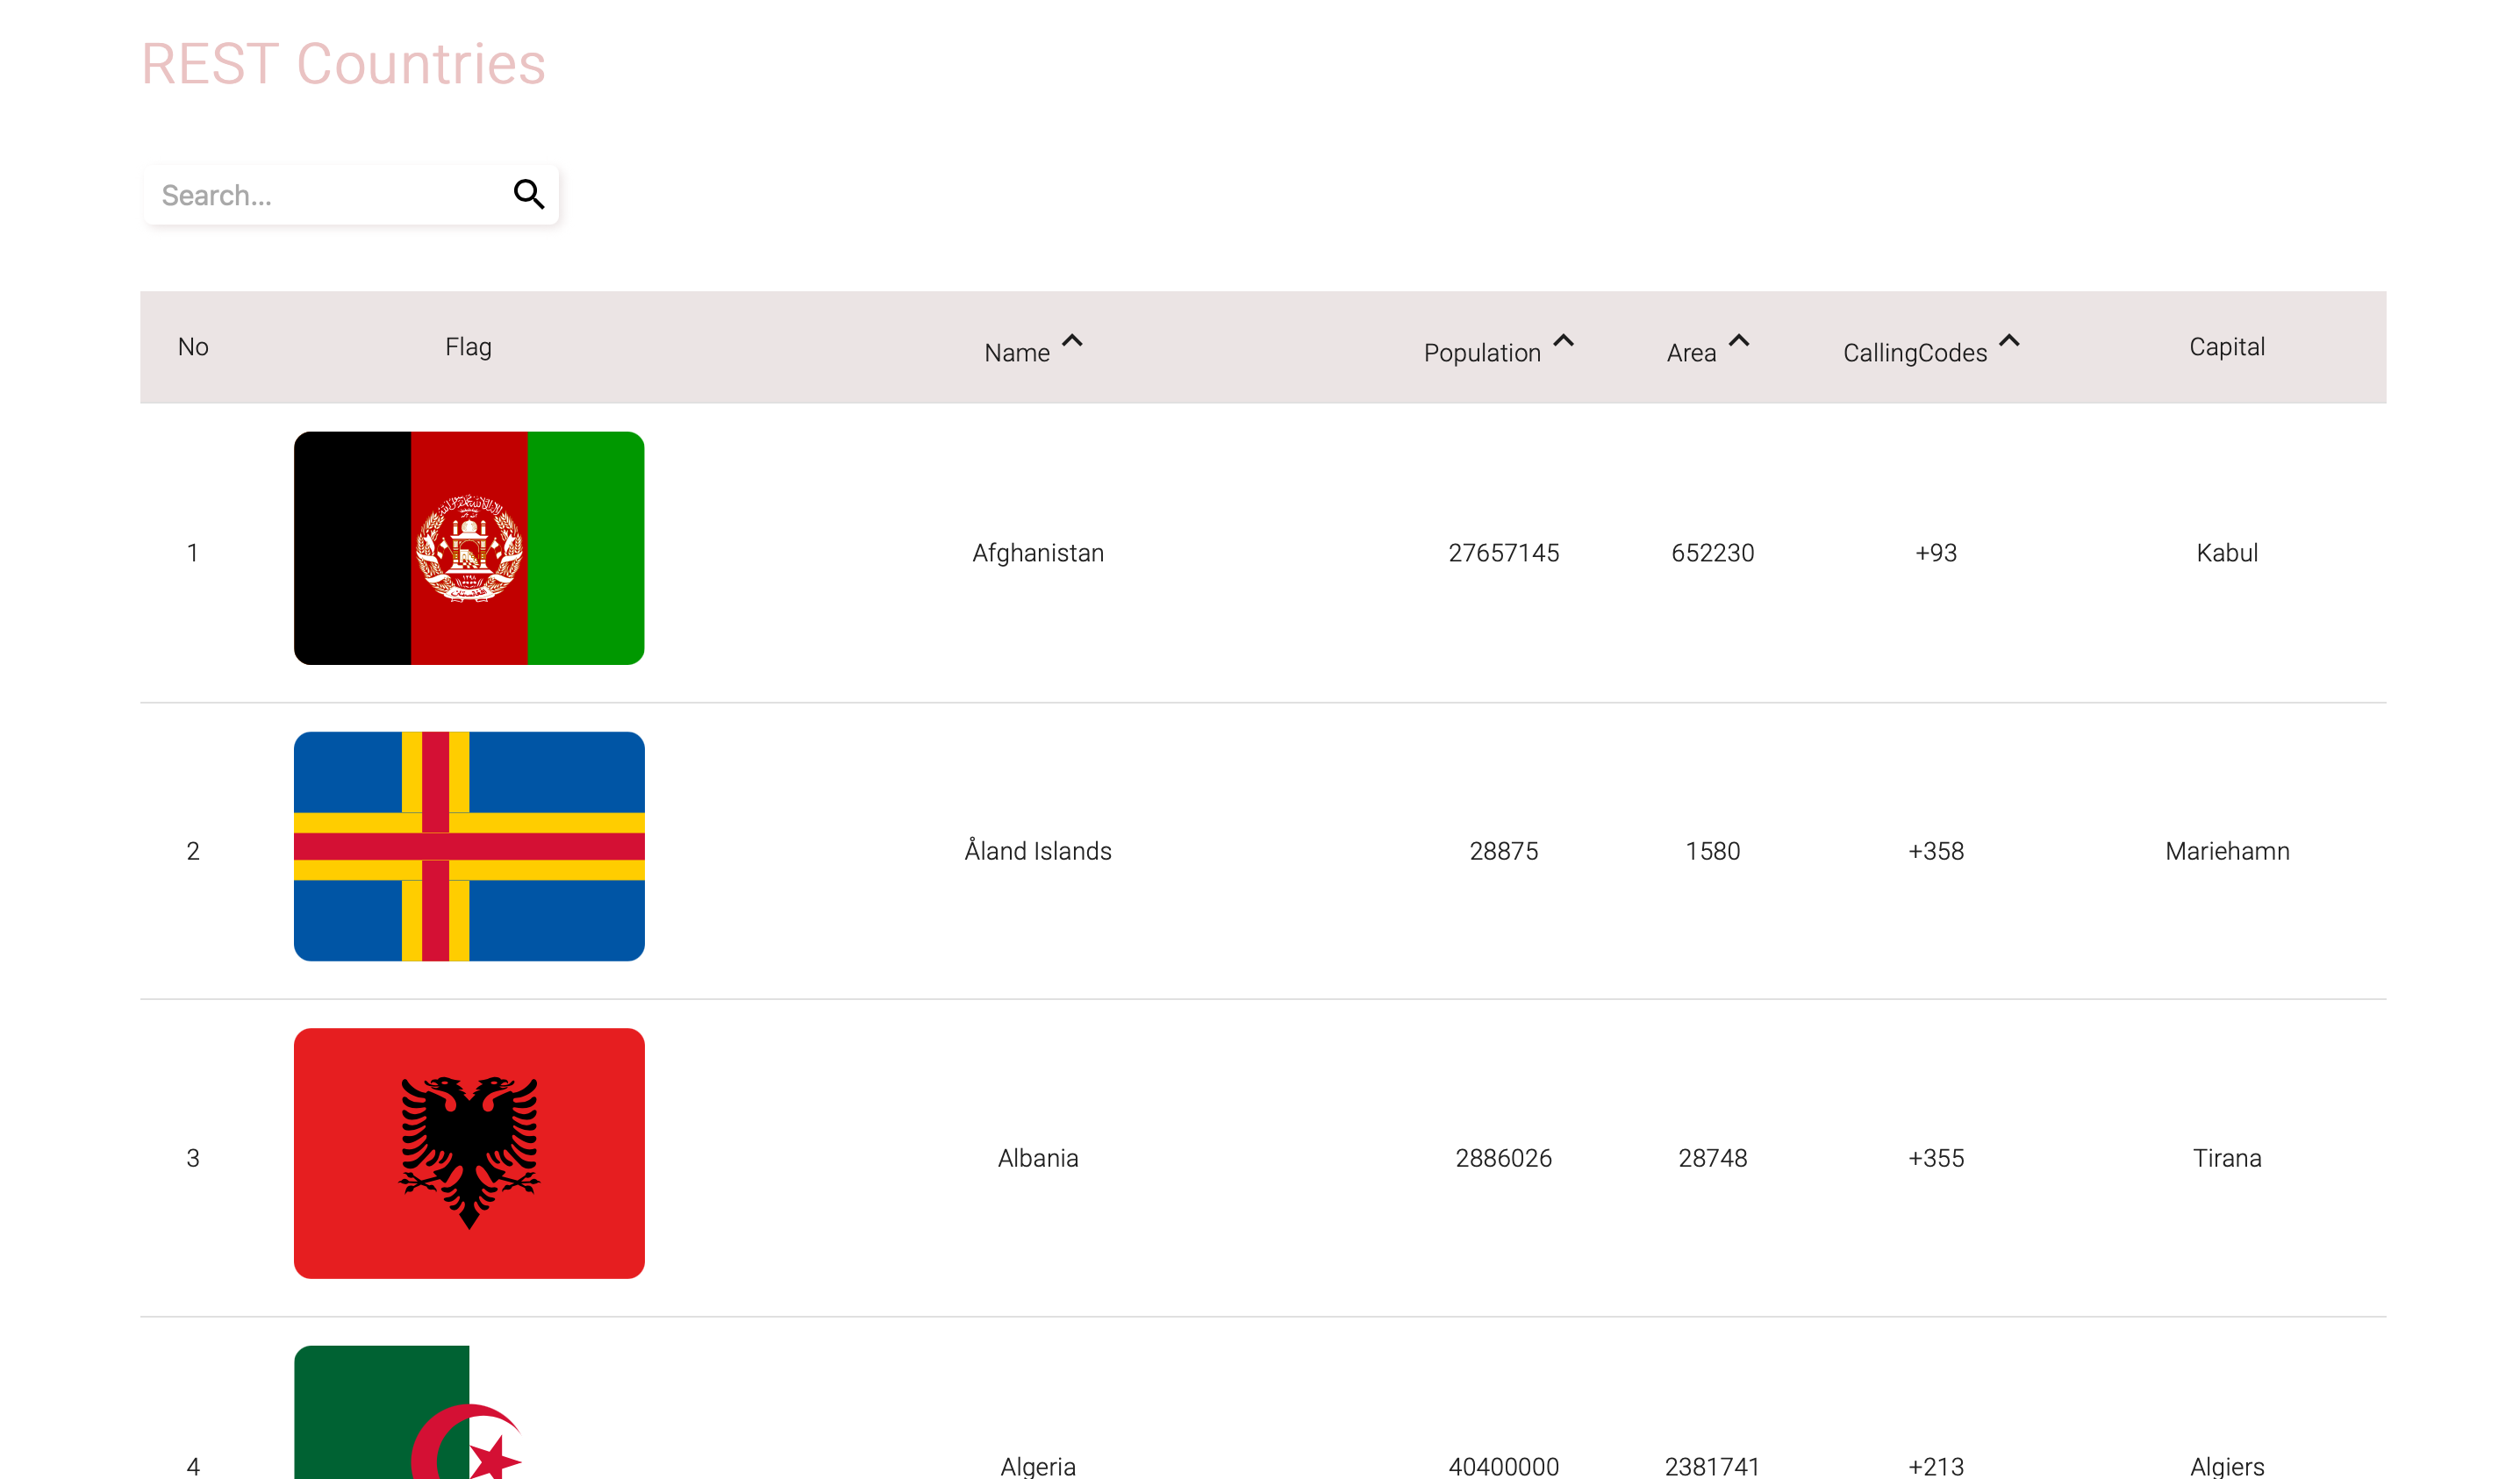 REST Countries
Search...
No Flag Name Population Area CallingCodes Capital
1 Afghanistan 27657145 652230 +93 Kabul
2 Åland Islands 28875 1580 +358 Mariehamn
3 Albania 2886026 28748 +355 Tirana
4 Algeria 40400000 2381741 +213 Algiers